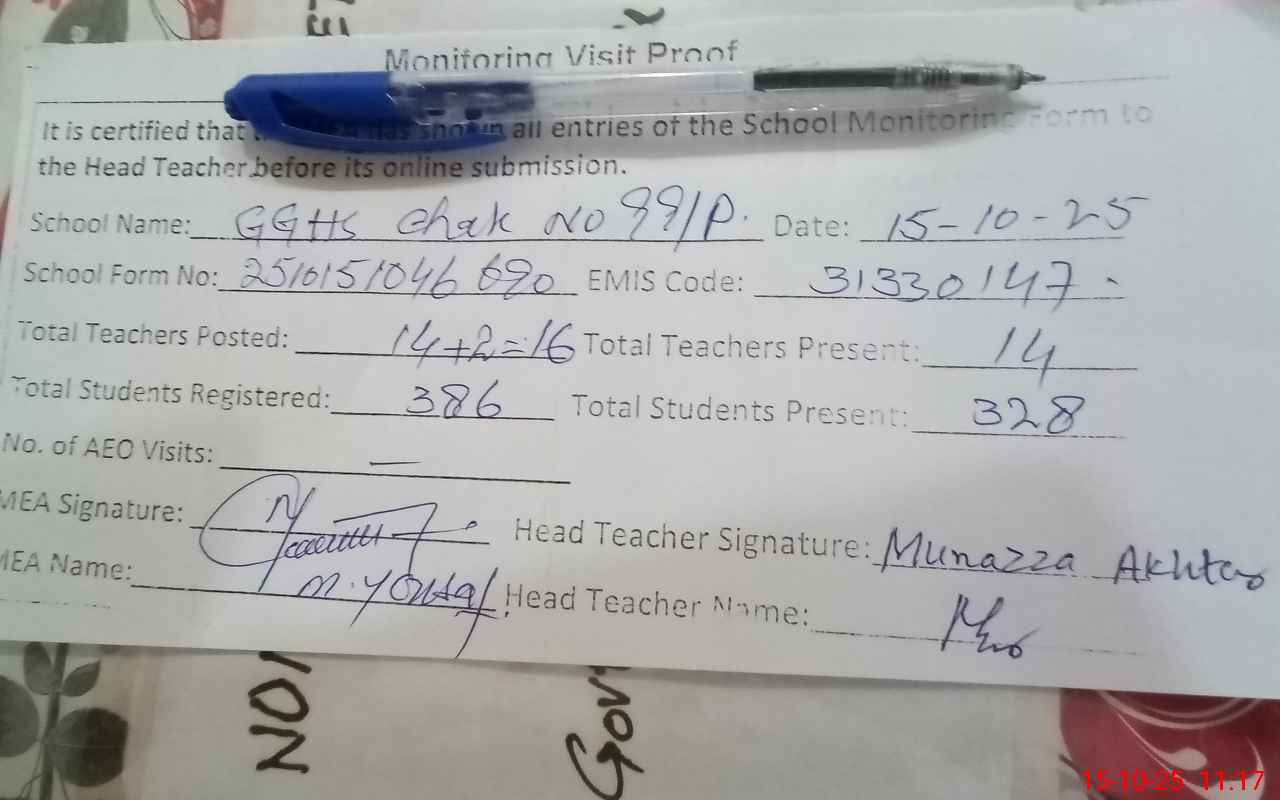 Monitoring Visit Proof
It is certified that has shown all entries of the School Monitoring Form to
the Head Teacher before its online submission.
School Name: GGHS Chak No 99/P. Date: 15-10-25
School Form No: 2510151046690 EMIS Code: 31330147
Total Teachers Posted: 14+2=16 Total Teachers Present: 14
Total Students Registered: 386 Total Students Present: 328
No. of AEO Visits: —
MEA Signature: Head Teacher Signature: Munazza Akhtar
MEA Name: Head Teacher Name:
Gov
15-10-25 11:17